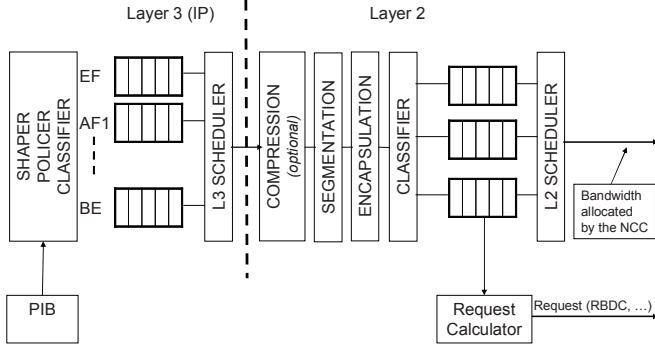 Layer 3 (IP)
Layer 2
SHAPER
POLICER
CLASSIFIER
EF
AF1
BE
L3 SCHEDULER
COMPRESSION
(optional)
SEGMENTATION
ENCAPSULATION
CLASSIFIER
L2 SCHEDULER
Bandwidth
allocated
by the NCC
PIB
Request
Calculator
Request (RBDC, ...)